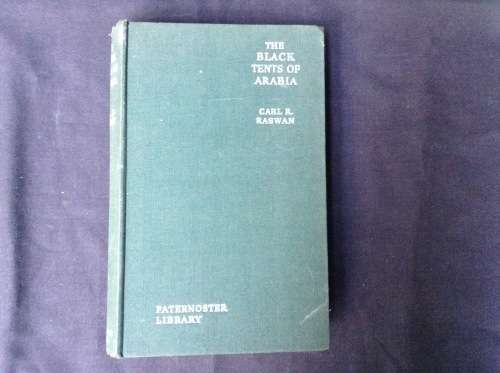 THE
BLACK
TENTS OF
ARABIA
CARL R.
RASWAN
PATERNOSTER
LIBRARY